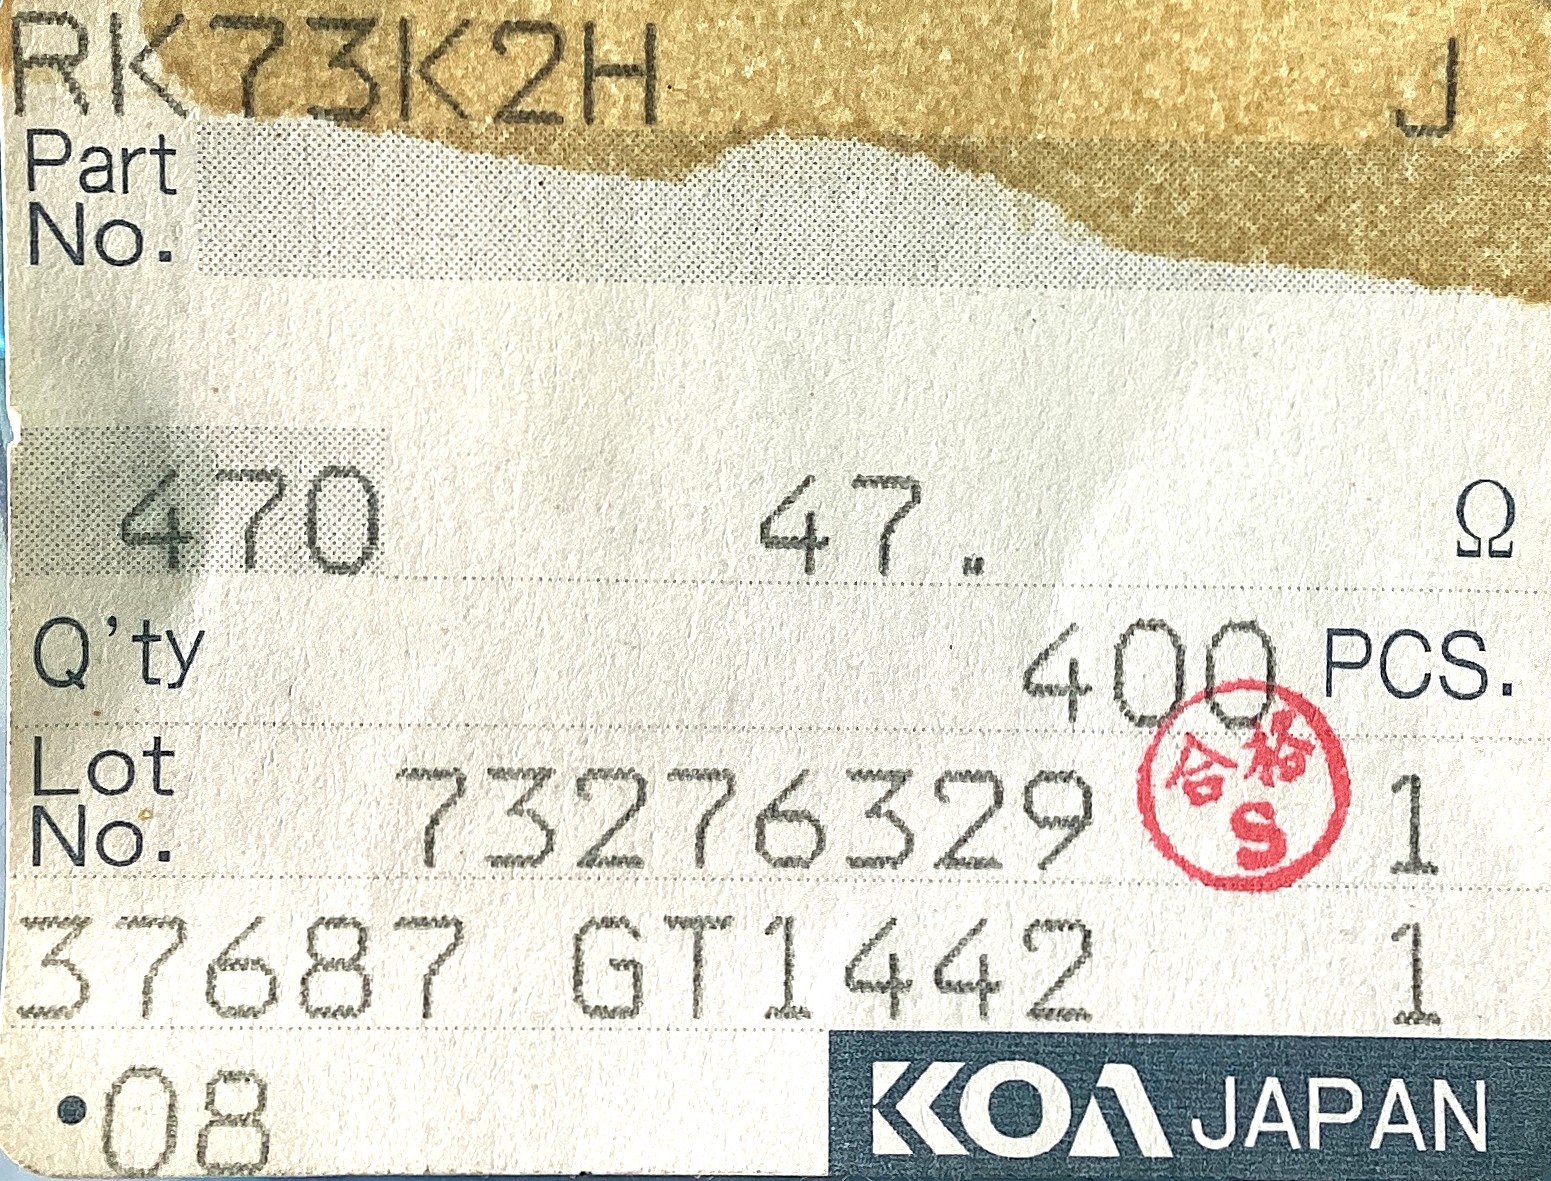 RK73K2H J
Part
No.
470 47. Ω
Q'ty 400 PCS.
合格
S
Lot
No. 73276329 1
37687 GT1442 1
•08
KOA JAPAN